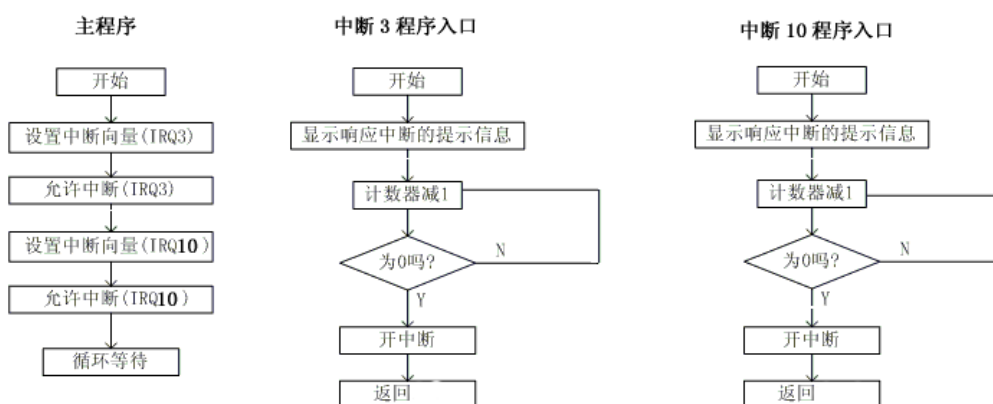 主程序
开始
设置中断向量(IRQ3)
允许中断(IRQ3)
设置中断向量(IRQ10)
允许中断(IRQ10)
循环等待
中断 3 程序入口
开始
显示响应中断的提示信息
计数器减1
为0吗?
N
Y
开中断
返回
中断 10 程序入口
开始
显示响应中断的提示信息
计数器减1
为0吗?
N
Y
开中断
返回